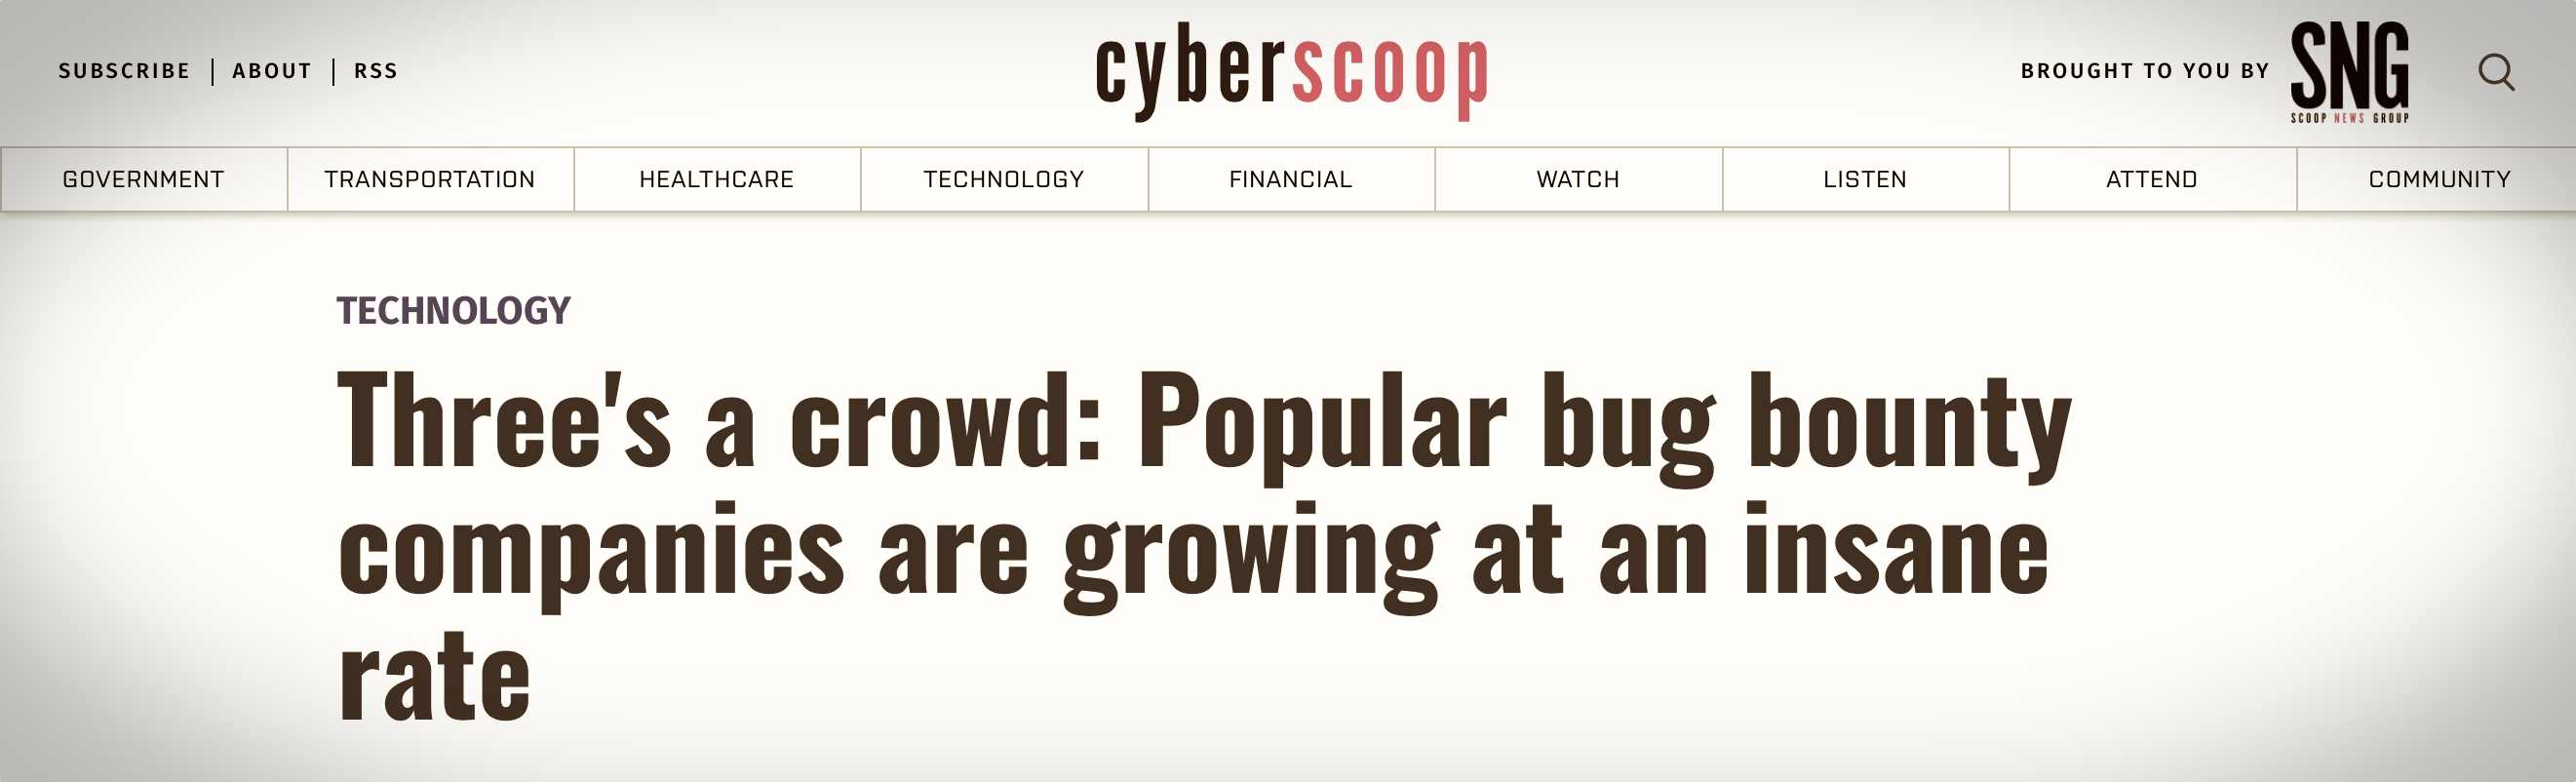 SUBSCRIBE | ABOUT | RSS
cyberscoop
BROUGHT TO YOU BY
SNG
SCOOP NEWS GROUP
GOVERNMENT
TRANSPORTATION
HEALTHCARE
TECHNOLOGY
FINANCIAL
WATCH
LISTEN
ATTEND
COMMUNITY
TECHNOLOGY
Three's a crowd: Popular bug bounty
companies are growing at an insane
rate